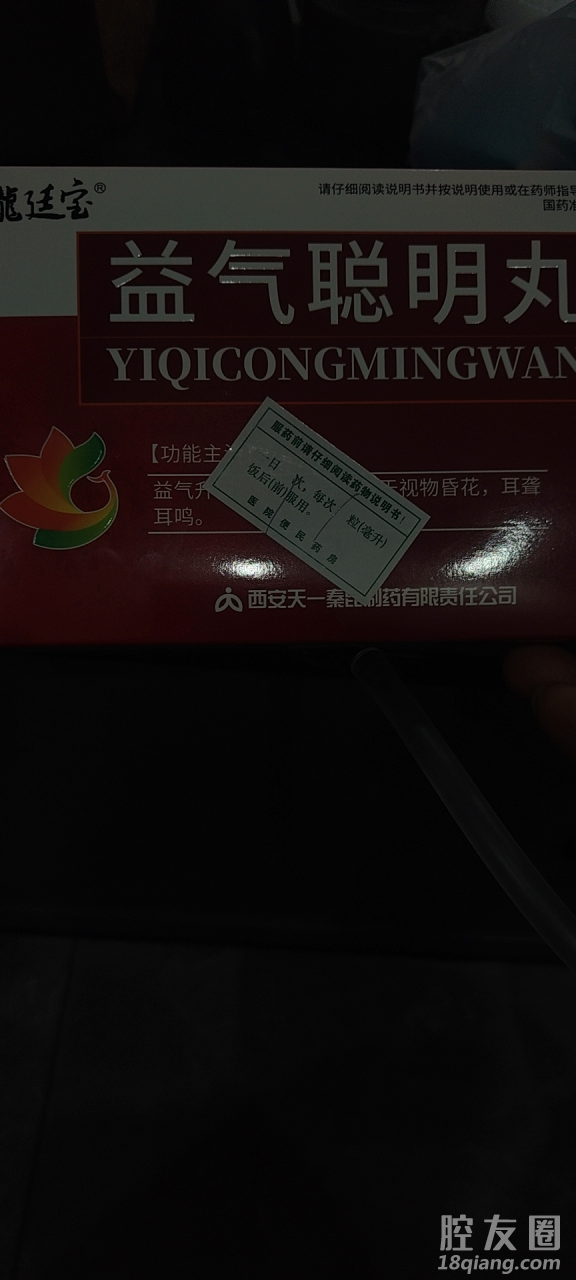 龍廷宝®
请仔细阅读说明书并按说明使用或在药师指导
国药准
益气聪明丸
YIQICONGMINGWAN
【功能主
益气升
视物昏花，耳聋
耳鸣。
服药前请仔细阅读药物说明书！
一日 次，每次 粒(毫升)
饭后(前)服用。
医院便民药房
西安天一秦昆制药有限责任公司
腔友圈
18qiang.com